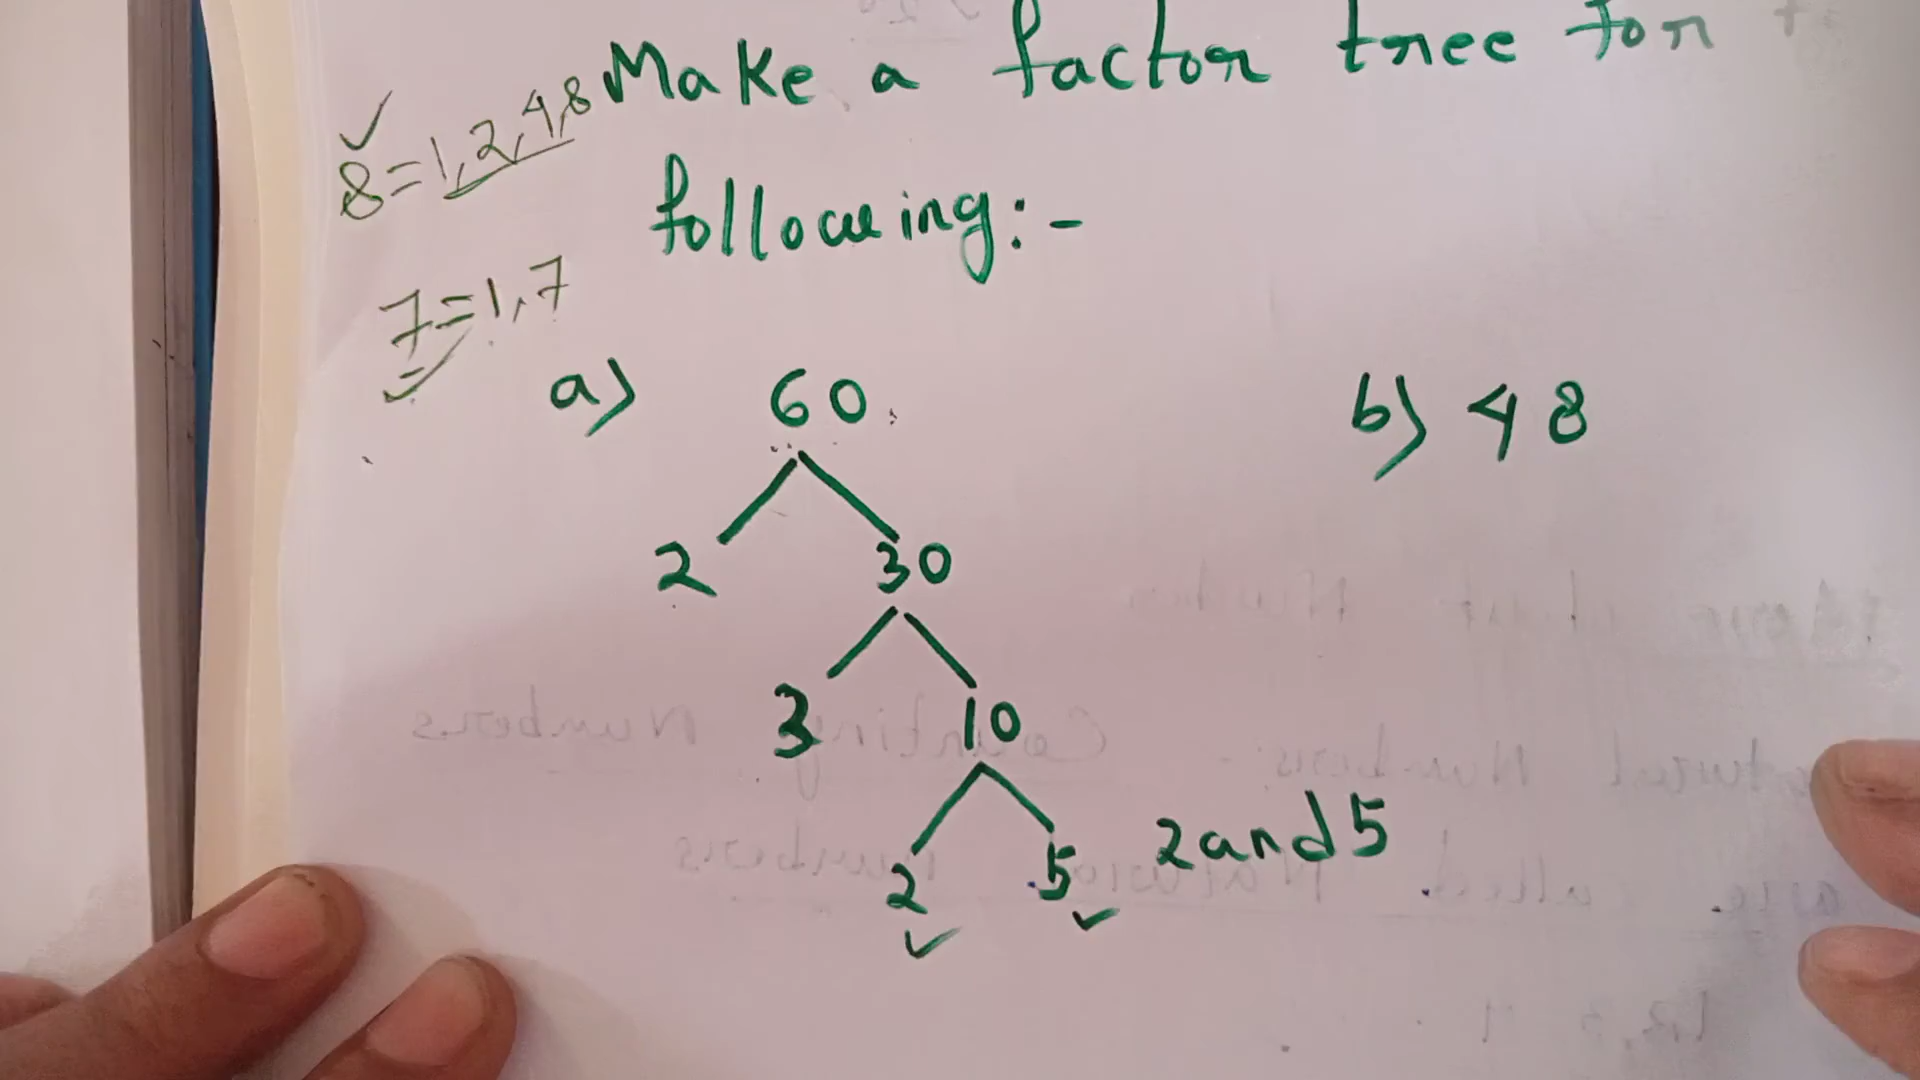 Make a factor tree for
following:-
8=1,2,4,8
7=1,7
a) 60
b) 48
2 30
3 10
2 5 2and5